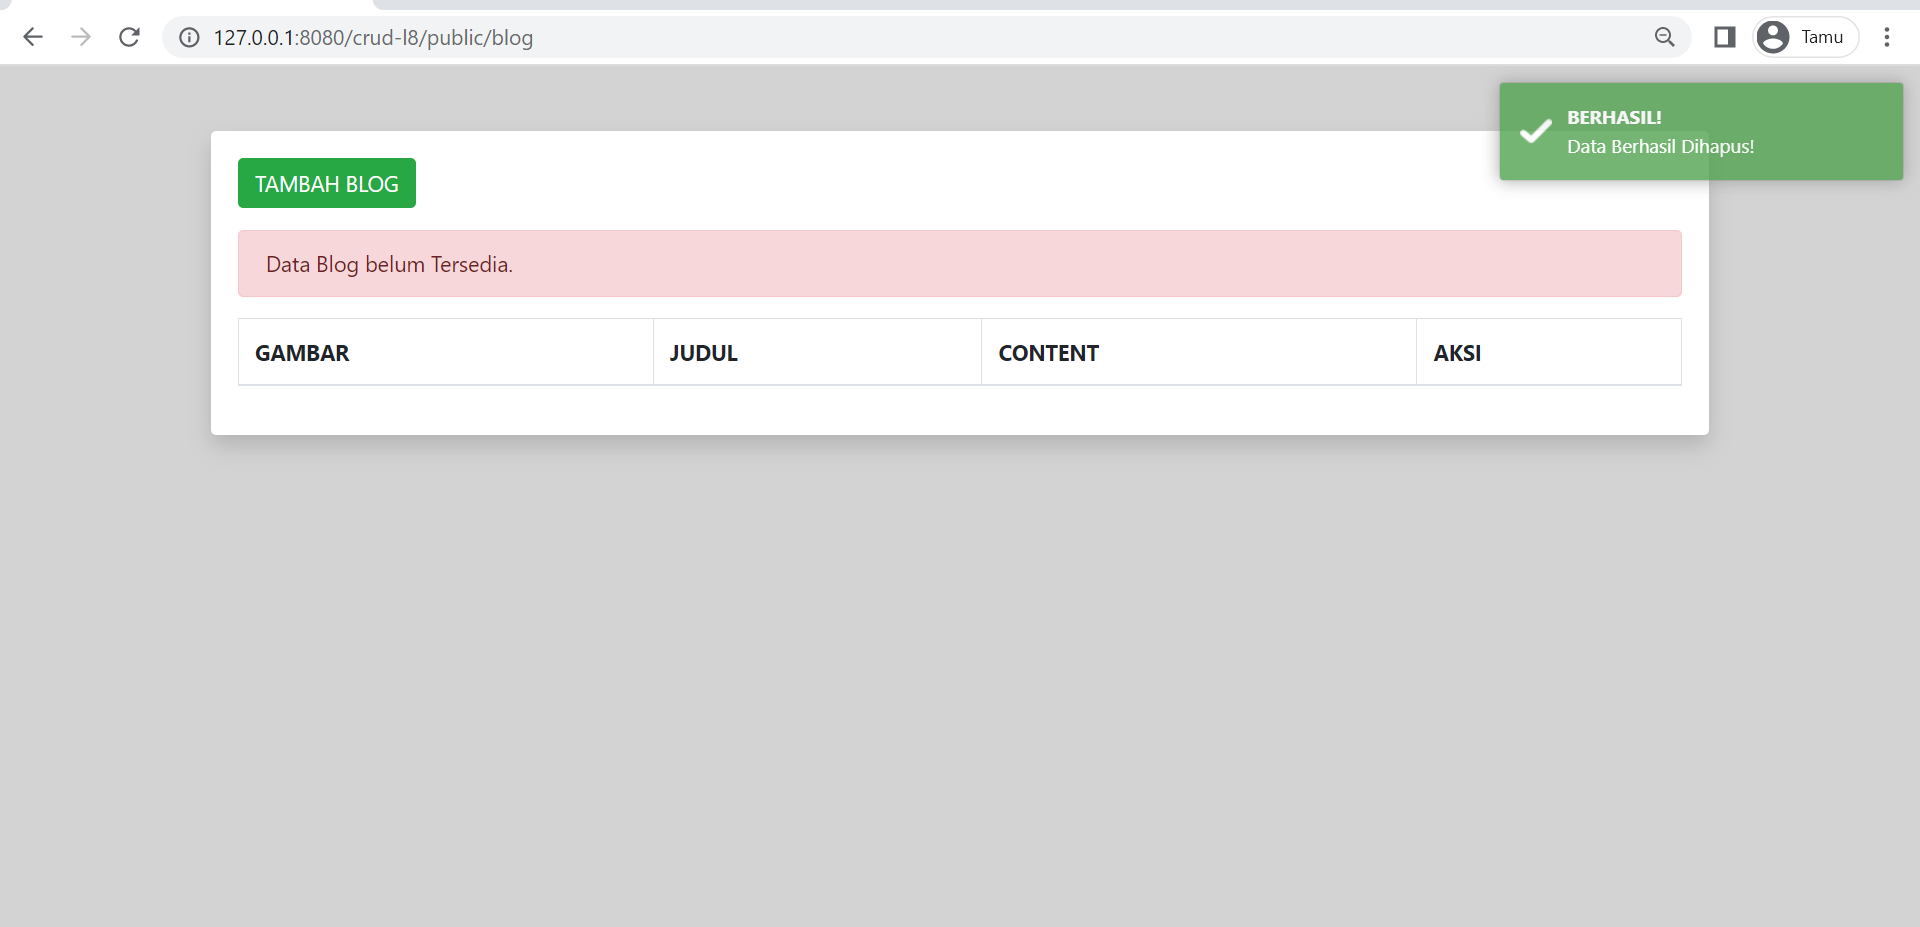 127.0.0.1:8080/crud-l8/public/blog
Tamu
BERHASIL!
Data Berhasil Dihapus!
TAMBAH BLOG
Data Blog belum Tersedia.
GAMBAR JUDUL CONTENT AKSI